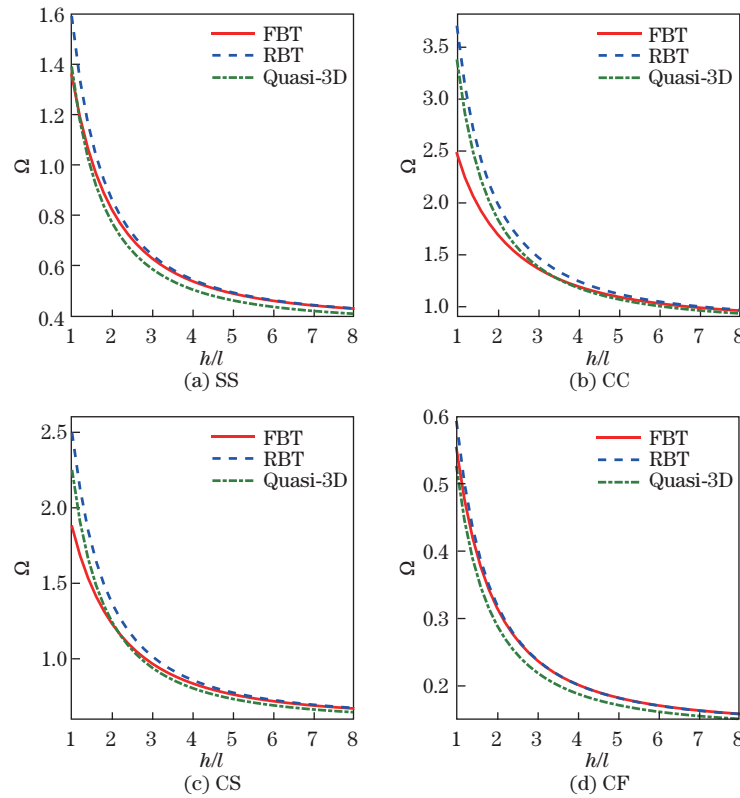 1.6
1.4
1.2
1.0
0.8
0.6
0.4
Ω
FBT
RBT
Quasi-3D
1 2 3 4 5 6 7 8
h/l
(a) SS
3.5
3.0
2.5
2.0
1.5
1.0
Ω
FBT
RBT
Quasi-3D
1 2 3 4 5 6 7 8
h/l
(b) CC
2.5
2.0
1.5
1.0
Ω
FBT
RBT
Quasi-3D
1 2 3 4 5 6 7 8
h/l
(c) CS
0.6
0.5
0.4
0.3
0.2
Ω
FBT
RBT
Quasi-3D
1 2 3 4 5 6 7 8
h/l
(d) CF